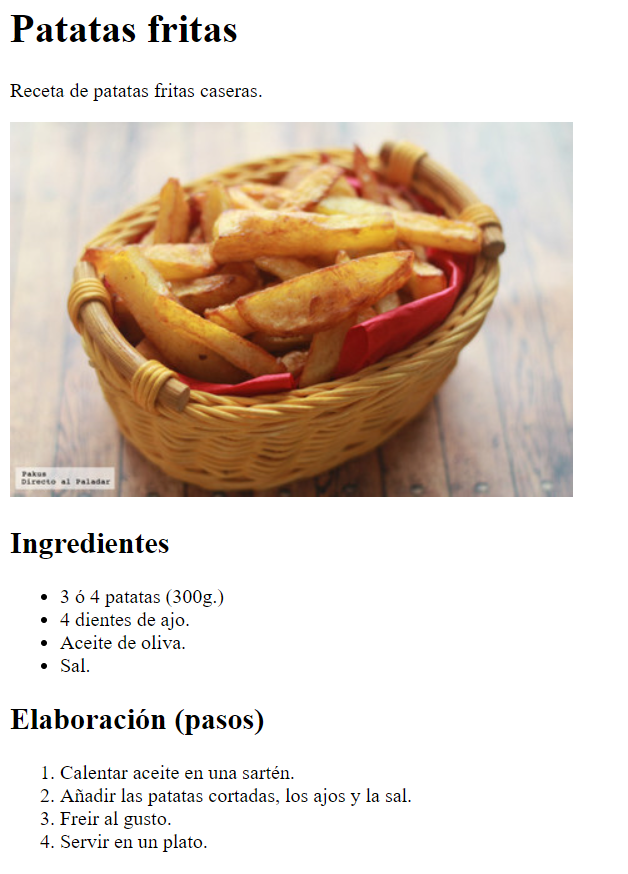 Patatas fritas
Receta de patatas fritas caseras.
Pakus
Directo al Paladar
Ingredientes
• 3 ó 4 patatas (300g.)
• 4 dientes de ajo.
• Aceite de oliva.
• Sal.
Elaboración (pasos)
1. Calentar aceite en una sartén.
2. Añadir las patatas cortadas, los ajos y la sal.
3. Freir al gusto.
4. Servir en un plato.